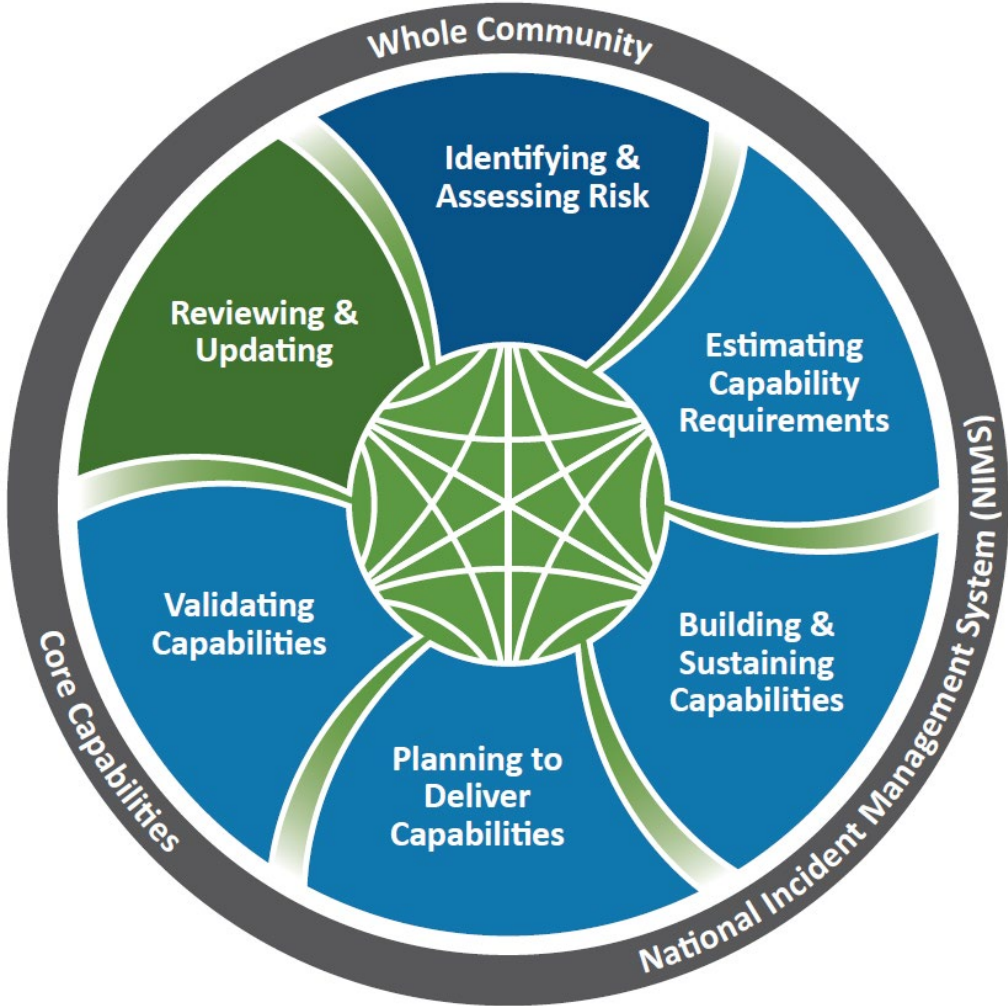 Whole Community
Identifying &
Assessing Risk
Estimating
Capability
Requirements
Building &
Sustaining
Capabilities
Planning to
Deliver
Capabilities
Validating
Capabilities
Reviewing &
Updating
National Incident Management System (NIMS)
Core Capabilities